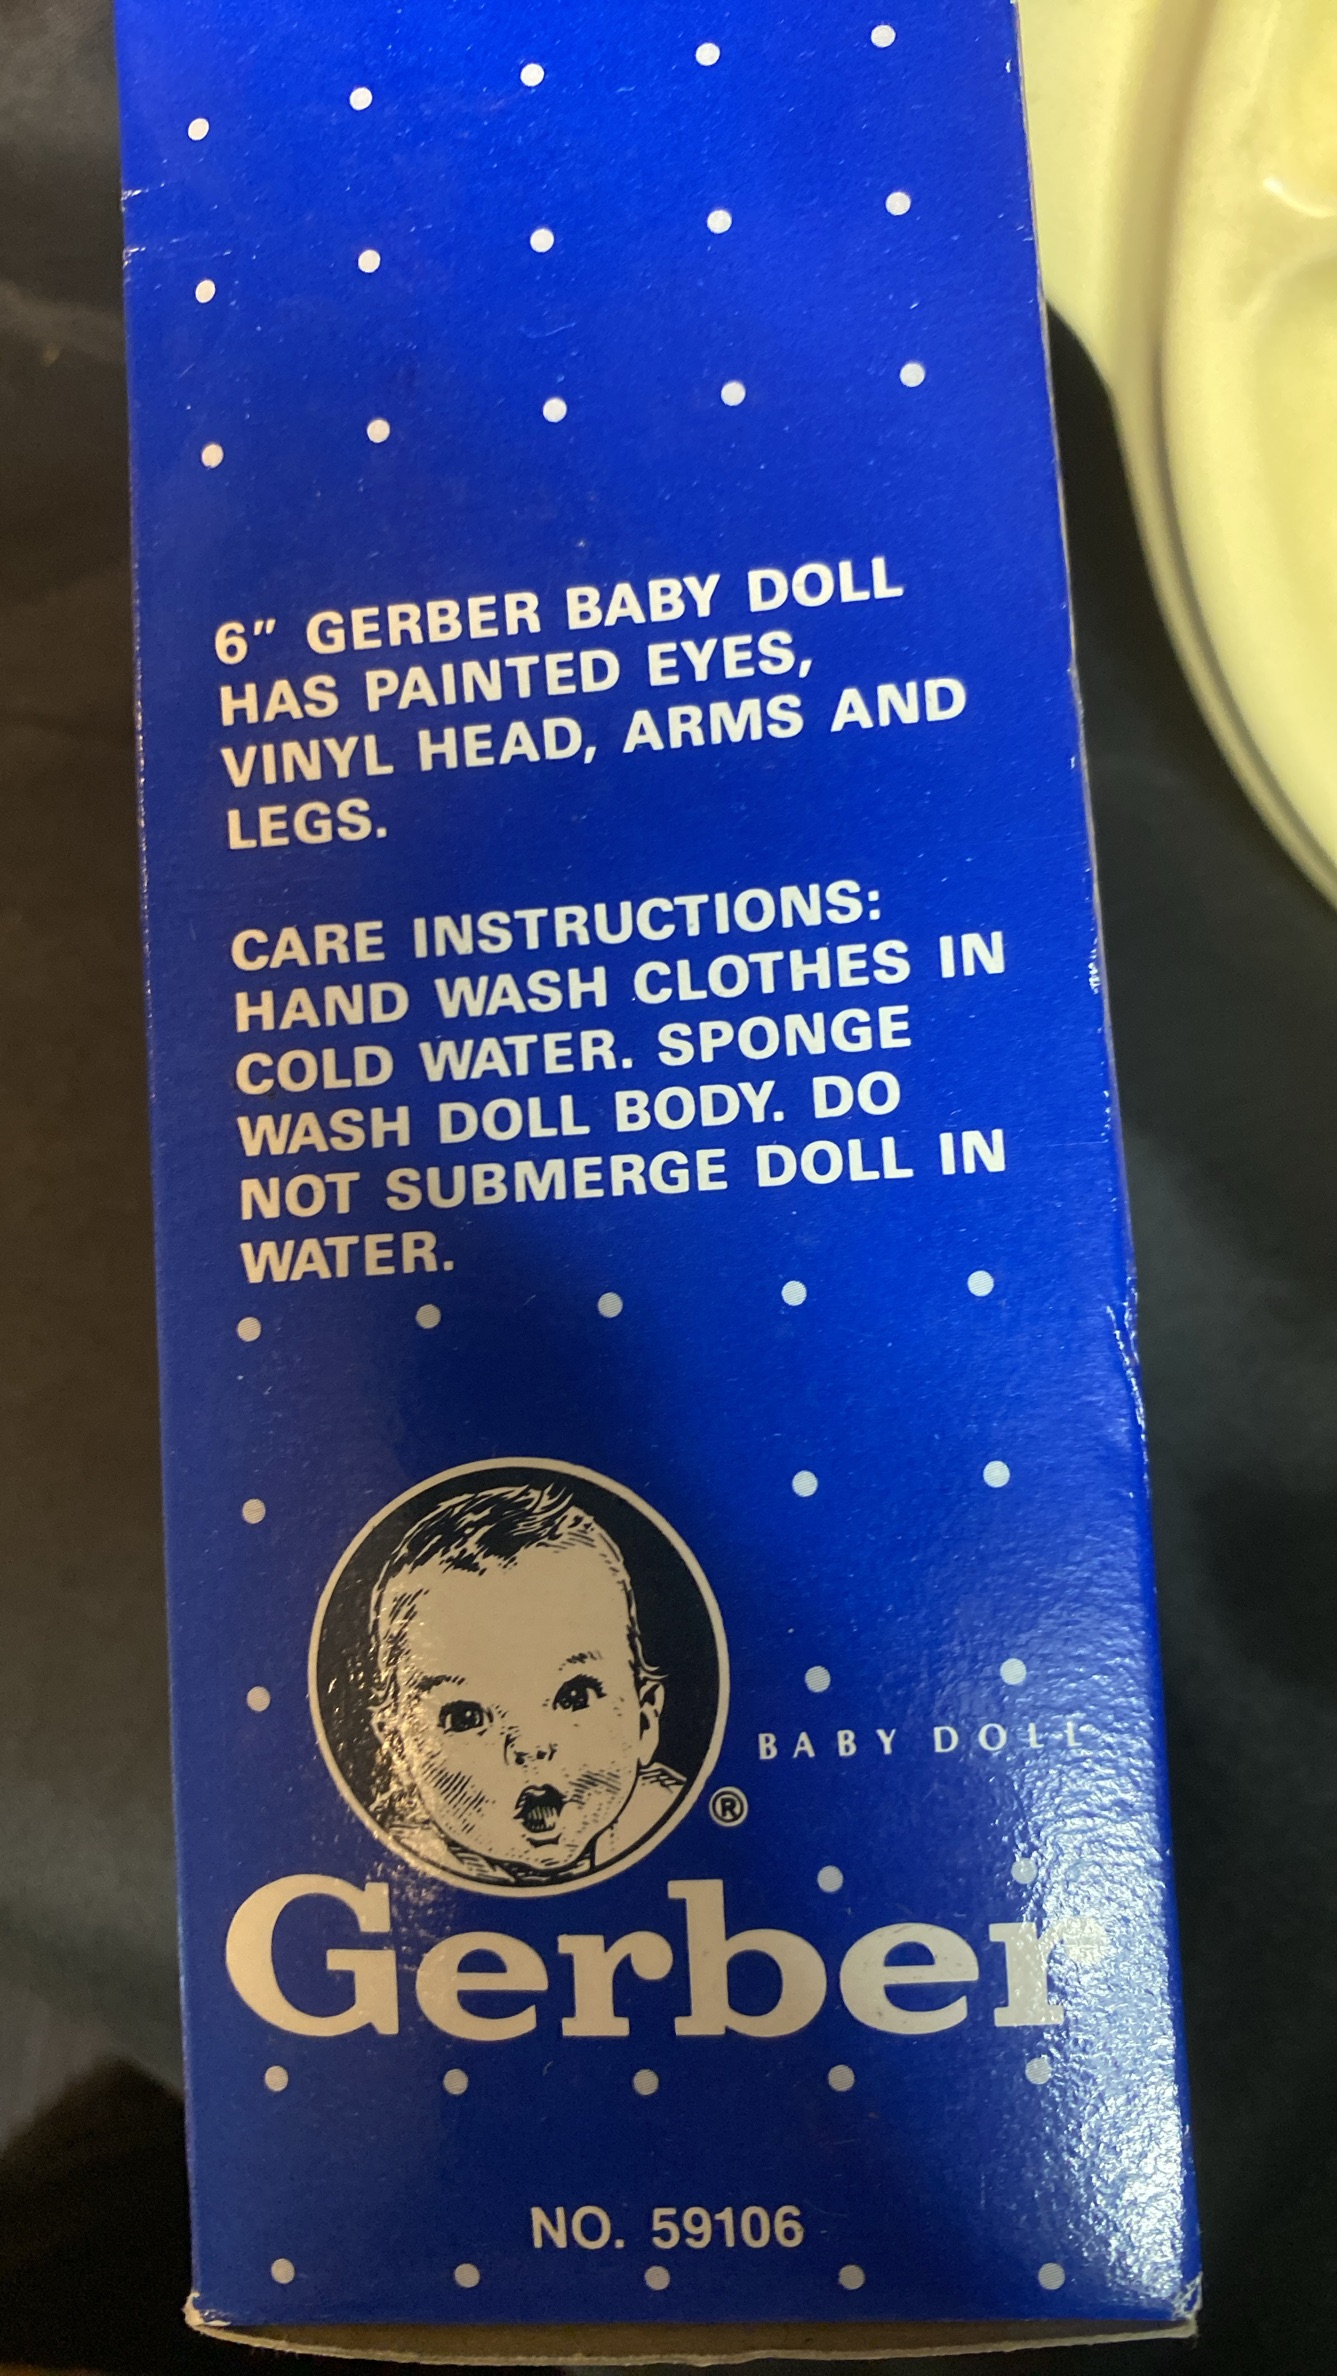 6" GERBER BABY DOLL
HAS PAINTED EYES,
VINYL HEAD, ARMS AND
LEGS.
CARE INSTRUCTIONS:
HAND WASH CLOTHES IN
COLD WATER. SPONGE
WASH DOLL BODY. DO
NOT SUBMERGE DOLL IN
WATER.
BABY DOLL
®
Gerber
NO. 59106